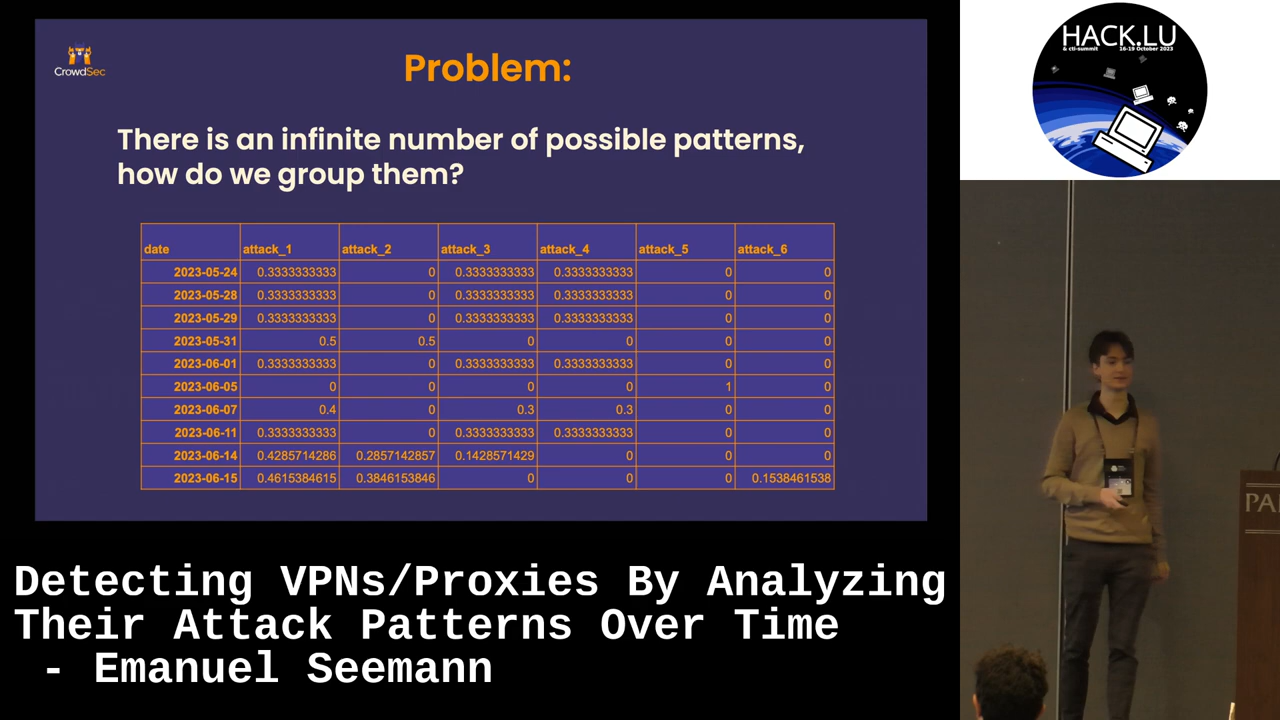 CrowdSec
Problem:
There is an infinite number of possible patterns,
how do we group them?
date attack_1 attack_2 attack_3 attack_4 attack_5 attack_6
2023-05-24 0.3333333333 0 0.3333333333 0.3333333333 0 0
2023-05-28 0.3333333333 0 0.3333333333 0.3333333333 0 0
2023-05-29 0.3333333333 0 0.3333333333 0.3333333333 0 0
2023-05-31 0.5 0.5 0 0 0 0
2023-06-01 0.3333333333 0 0.3333333333 0.3333333333 0 0
2023-06-05 0 0 0 0 1 0
2023-06-07 0.4 0 0.3 0.3 0 0
2023-06-11 0.3333333333 0 0.3333333333 0.3333333333 0 0
2023-06-14 0.4285714286 0.2857142857 0.1428571429 0 0 0
2023-06-15 0.4615384615 0.3846153846 0 0 0 0.1538461538
HACK.LU
& cti-summit 16-19 October 2023
PA
Detecting VPNs/Proxies By Analyzing
Their Attack Patterns Over Time
- Emanuel Seemann